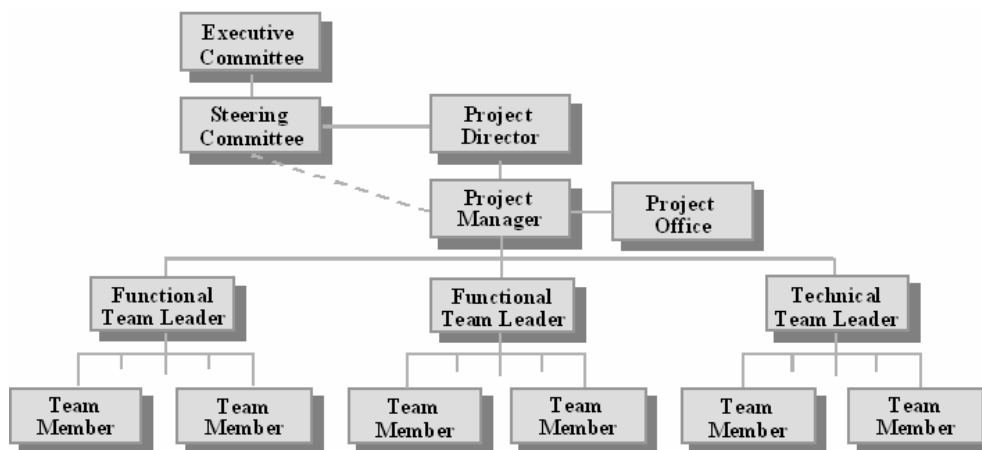 Executive
Committee
Steering
Committee
Project
Director
Project
Manager
Project
Office
Functional
Team Leader
Functional
Team Leader
Technical
Team Leader
Team
Member
Team
Member
Team
Member
Team
Member
Team
Member
Team
Member